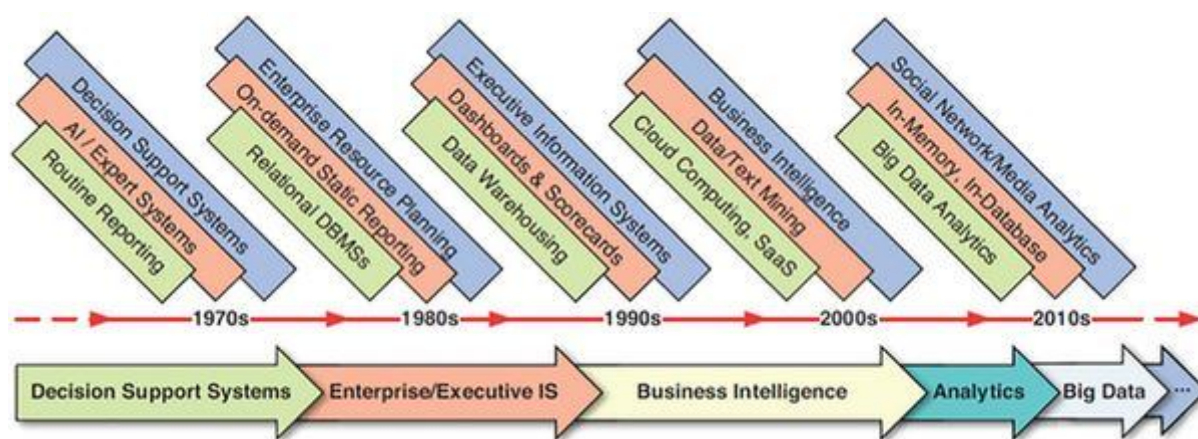 Decision Support Systems
AI / Expert Systems
Routine Reporting
Enterprise Resource Planning
On-demand Static Reporting
Relational DBMSs
Executive Information Systems
Dashboards & Scorecards
Data Warehousing
Business Intelligence
Data/Text Mining
Cloud Computing, SaaS
Social Network/Media Analytics
In-Memory, In-Database
Big Data Analytics
1970s
1980s
1990s
2000s
2010s
Decision Support Systems
Enterprise/Executive IS
Business Intelligence
Analytics
Big Data
...